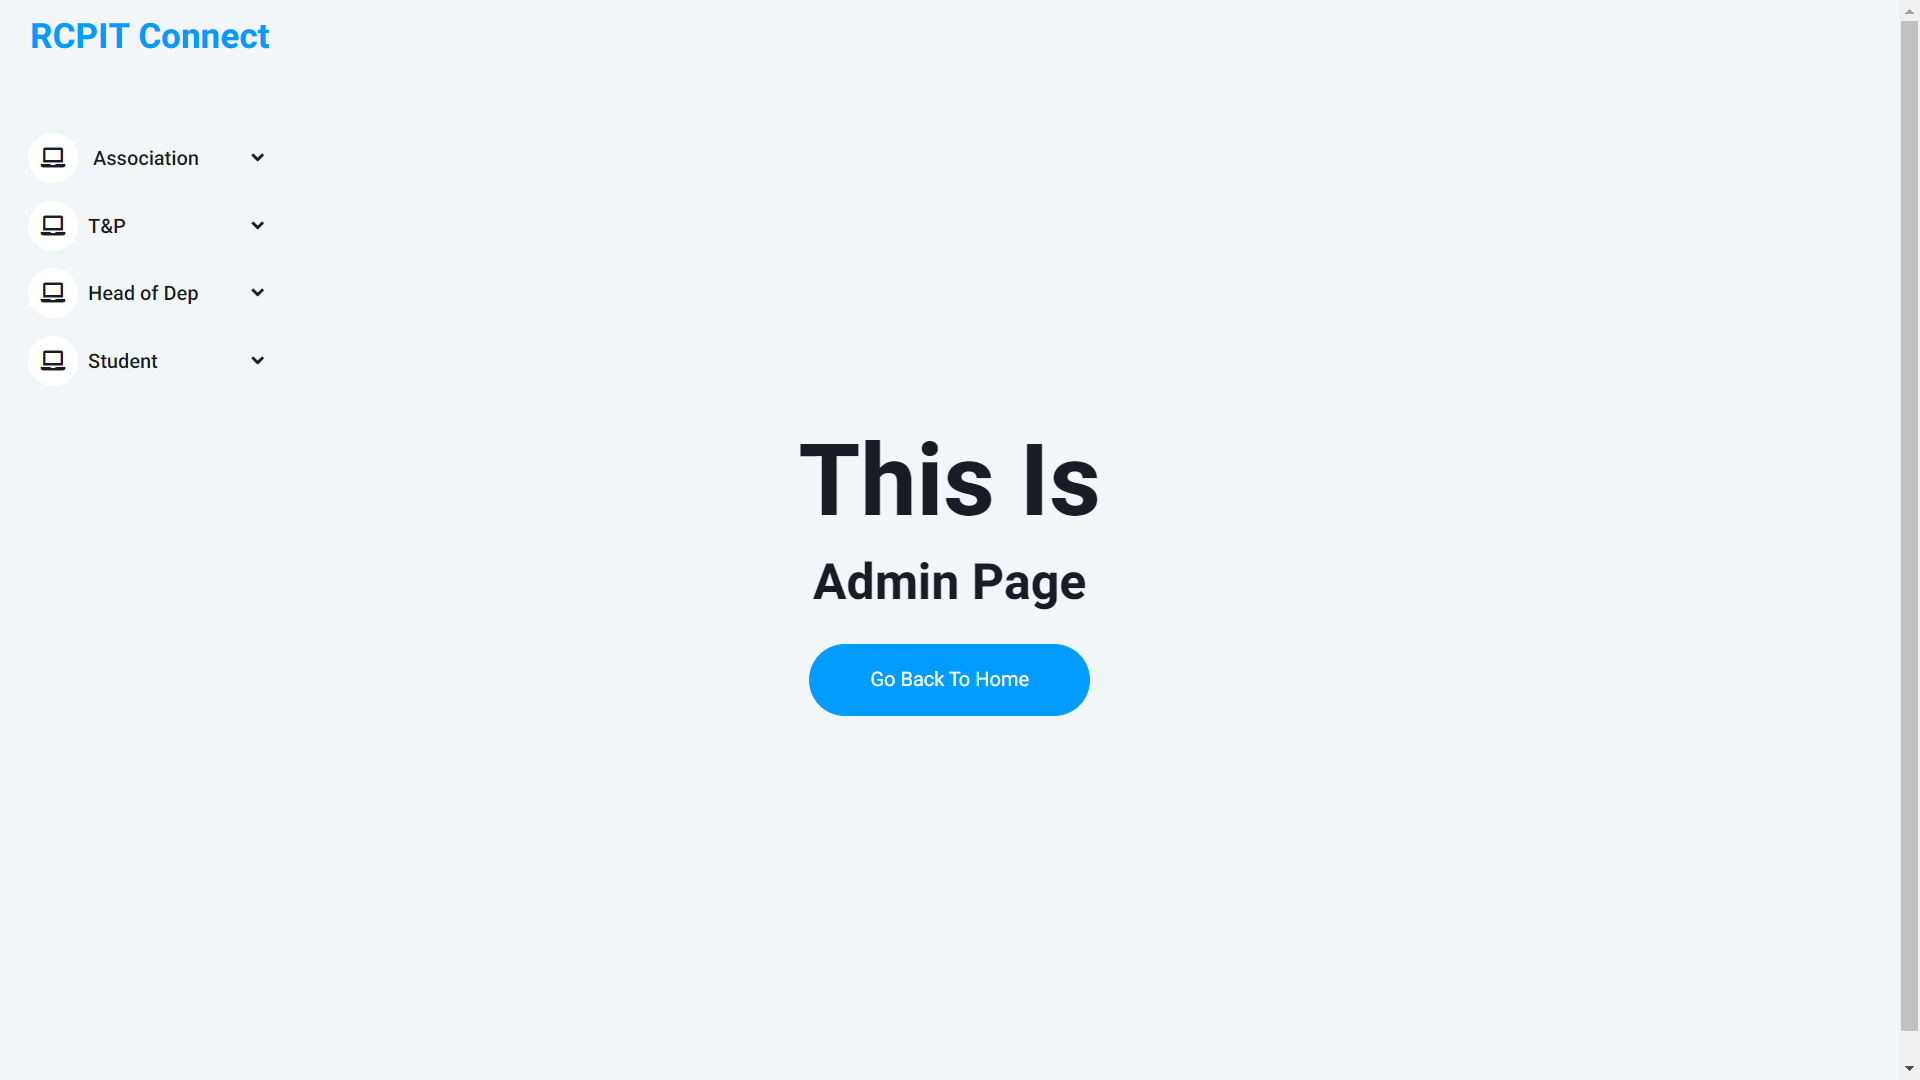 RCPIT Connect
Association
T&P
Head of Dep
Student
This Is
Admin Page
Go Back To Home